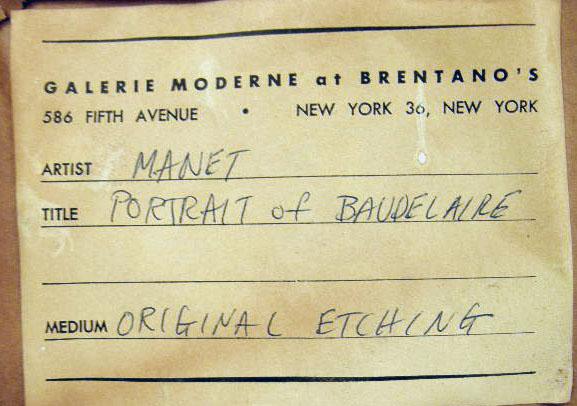 GALERIE MODERNE at BRENTANO'S
586 FIFTH AVENUE • NEW YORK 36, NEW YORK
ARTIST MANET
TITLE PORTRAIT of BAUDELAIRE
MEDIUM ORIGINAL ETCHING